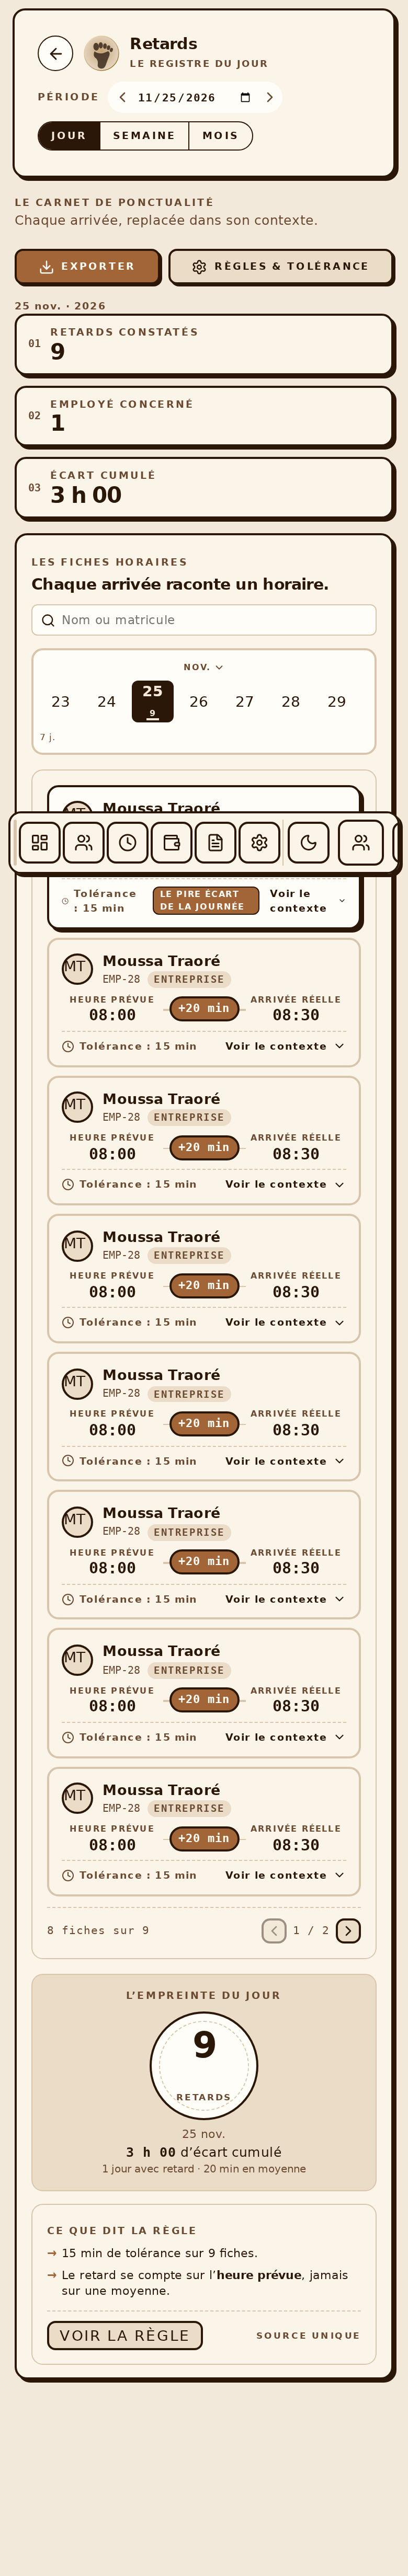 Retards
LE REGISTRE DU JOUR
PÉRIODE 11/25/2026
JOUR SEMAINE MOIS
LE CARNET DE PONCTUALITÉ
Chaque arrivée, replacée dans son contexte.
EXPORTER RÈGLES & TOLÉRANCE
25 nov. · 2026
01 RETARDS CONSTATÉS
9
02 EMPLOYÉ CONCERNÉ
1
03 ÉCART CUMULÉ
3 h 00
LES FICHES HORAIRES
Chaque arrivée raconte un horaire.
Nom ou matricule
NOV.
23 24 25 26 27 28 29
9
7 j.
Moussa Traoré
Tolérance : 15 min
LE PIRE ÉCART DE LA JOURNÉE
Voir le contexte
MT Moussa Traoré
EMP-28 ENTREPRISE
HEURE PRÉVUE +20 min ARRIVÉE RÉELLE
08:00 08:30
Tolérance : 15 min Voir le contexte
MT Moussa Traoré
EMP-28 ENTREPRISE
HEURE PRÉVUE +20 min ARRIVÉE RÉELLE
08:00 08:30
Tolérance : 15 min Voir le contexte
MT Moussa Traoré
EMP-28 ENTREPRISE
HEURE PRÉVUE +20 min ARRIVÉE RÉELLE
08:00 08:30
Tolérance : 15 min Voir le contexte
MT Moussa Traoré
EMP-28 ENTREPRISE
HEURE PRÉVUE +20 min ARRIVÉE RÉELLE
08:00 08:30
Tolérance : 15 min Voir le contexte
MT Moussa Traoré
EMP-28 ENTREPRISE
HEURE PRÉVUE +20 min ARRIVÉE RÉELLE
08:00 08:30
Tolérance : 15 min Voir le contexte
MT Moussa Traoré
EMP-28 ENTREPRISE
HEURE PRÉVUE +20 min ARRIVÉE RÉELLE
08:00 08:30
Tolérance : 15 min Voir le contexte
MT Moussa Traoré
EMP-28 ENTREPRISE
HEURE PRÉVUE +20 min ARRIVÉE RÉELLE
08:00 08:30
Tolérance : 15 min Voir le contexte
8 fiches sur 9 1 / 2
L’EMPREINTE DU JOUR
9
RETARDS
25 nov.
3 h 00 d’écart cumulé
1 jour avec retard · 20 min en moyenne
CE QUE DIT LA RÈGLE
→ 15 min de tolérance sur 9 fiches.
→ Le retard se compte sur l’heure prévue, jamais
sur une moyenne.
VOIR LA RÈGLE SOURCE UNIQUE